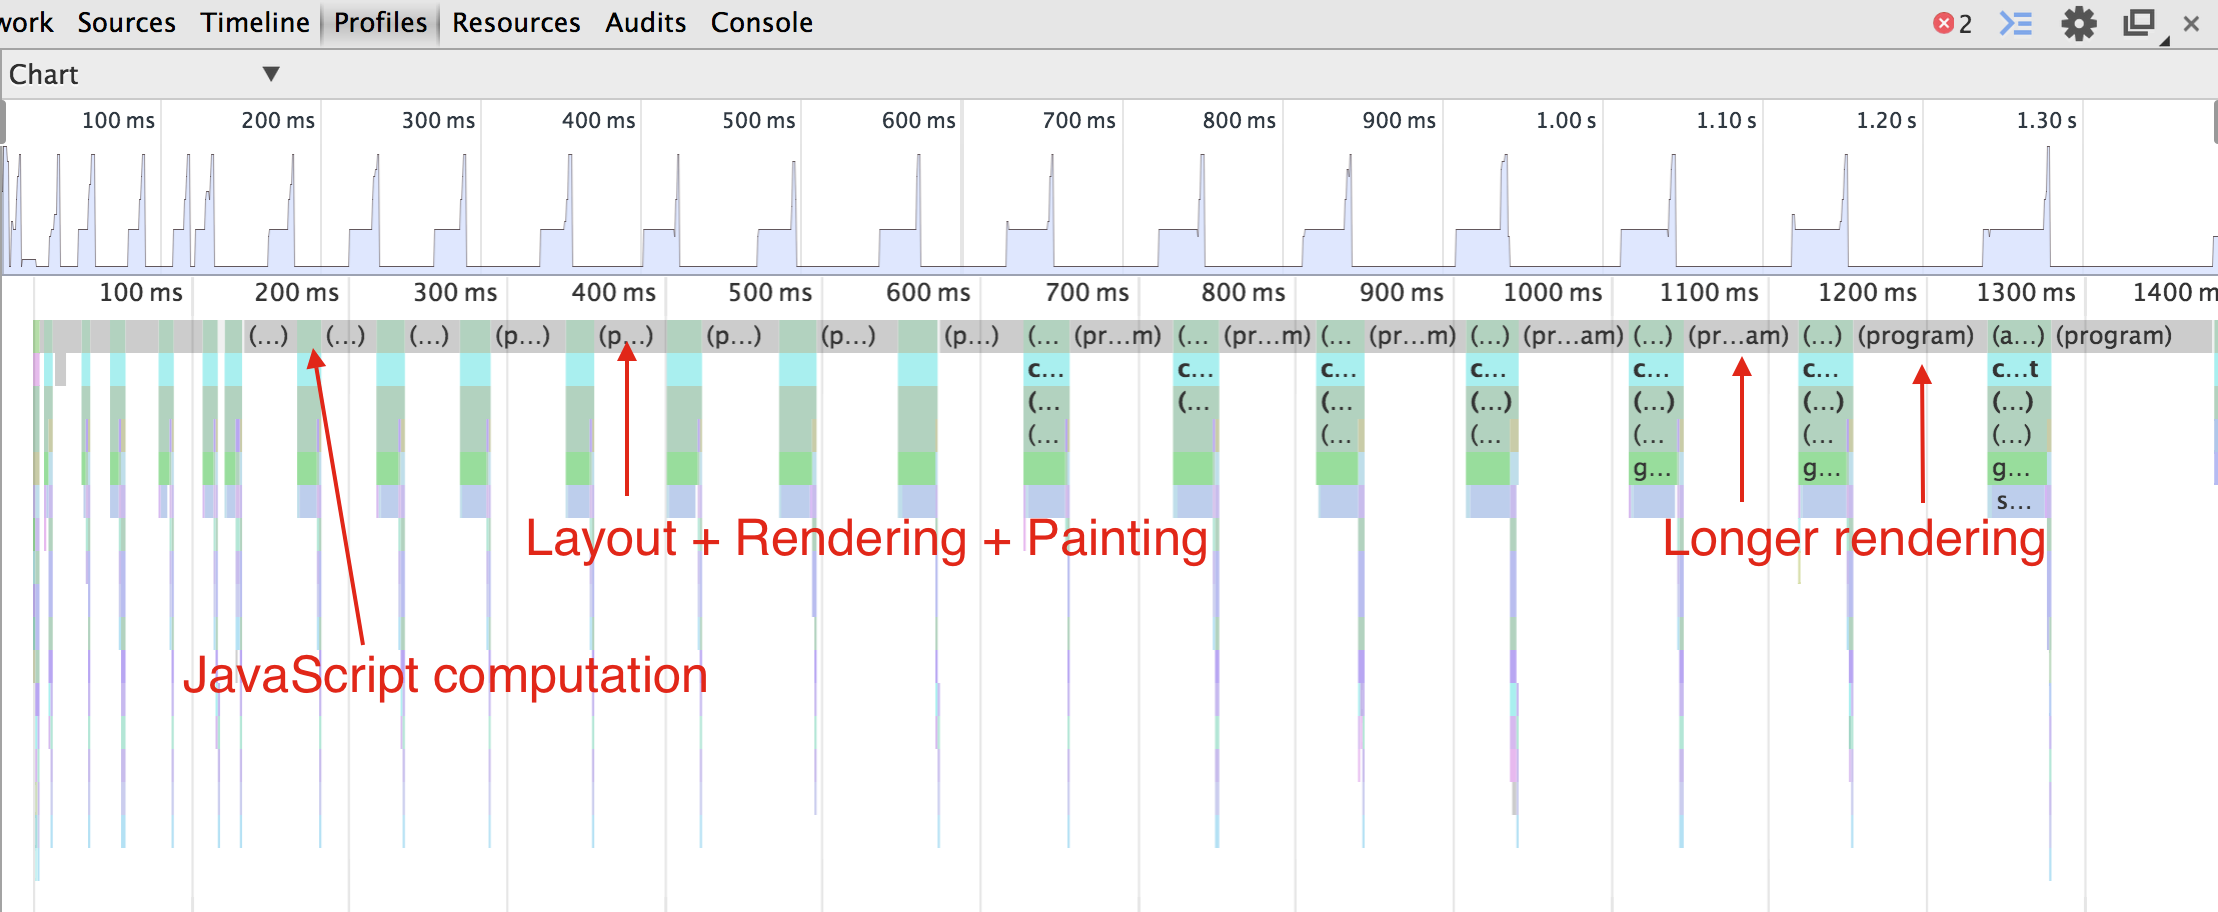 work Sources Timeline Profiles Resources Audits Console 2
Chart
100 ms 200 ms 300 ms 400 ms 500 ms 600 ms 700 ms 800 ms 900 ms 1.00 s 1.10 s 1.20 s 1.30 s
100 ms 200 ms 300 ms 400 ms 500 ms 600 ms 700 ms 800 ms 900 ms 1000 ms 1100 ms 1200 ms 1300 ms 1400 m
(...) (...) (...) (p...) (p...) (p...) (p...) (p...) (... (pr...m) (... (pr...m) (... (pr...m) (...) (pr...am) (...) (pr...am) (...) (program) (a...) (program)
c... c... c... c... c... c... c...t
(... (... (... (...) (...) (...) (...)
(... (... (... (... (... (...)
g... g... g...
s...
Layout + Rendering + Painting Longer rendering
JavaScript computation